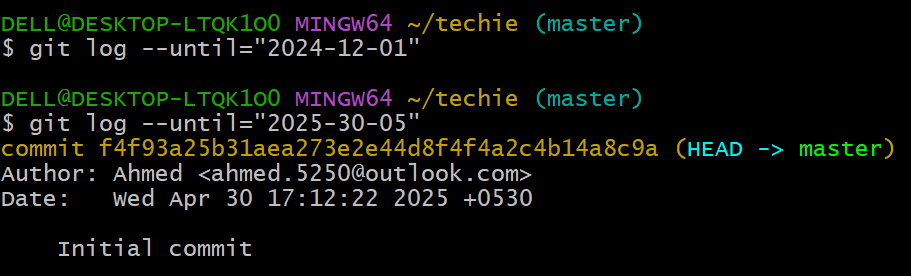 DELL@DESKTOP-LTQK1O0 MINGW64 ~/techie (master)
$ git log --until="2024-12-01"
DELL@DESKTOP-LTQK1O0 MINGW64 ~/techie (master)
$ git log --until="2025-30-05"
commit f4f93a25b31aea273e2e44d8f4f4a2c4b14a8c9a (HEAD -> master)
Author: Ahmed <ahmed.5250@outlook.com>
Date:   Wed Apr 30 17:12:22 2025 +0530
    Initial commit